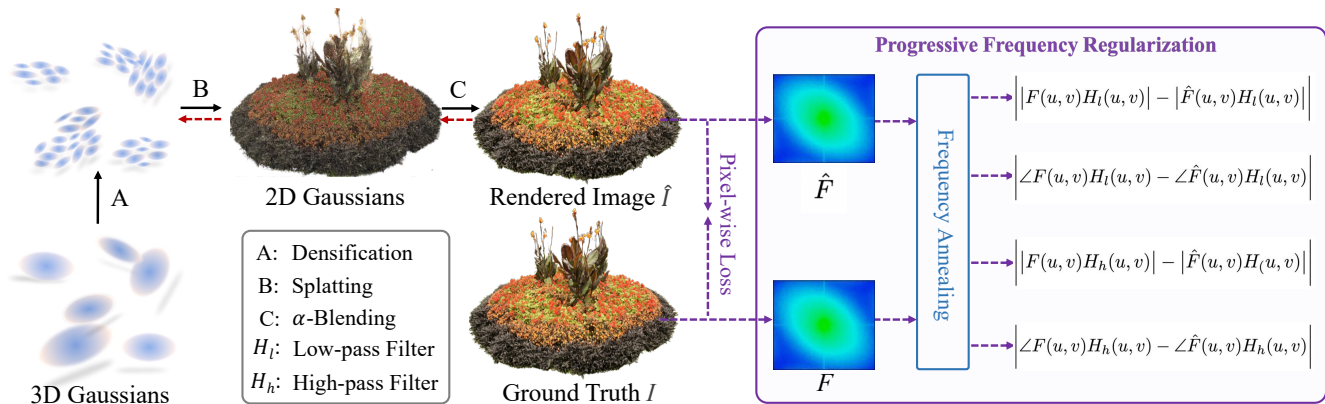 Progressive Frequency Regularization
B
C
A
2D Gaussians
Rendered Image Î
3D Gaussians
A: Densification
B: Splatting
C: α-Blending
H_l: Low-pass Filter
H_h: High-pass Filter
Ground Truth I
Pixel-wise Loss
F̂
F
Frequency Annealing
||F(u, v)H_l(u, v)| − |F̂(u, v)H_l(u, v)||
∠F(u, v)H_l(u, v) − ∠F̂(u, v)H_l(u, v)|
||F(u, v)H_h(u, v)| − |F̂(u, v)H(u, v)||
∠F(u, v)H_h(u, v) − ∠F̂(u, v)H_h(u, v)|